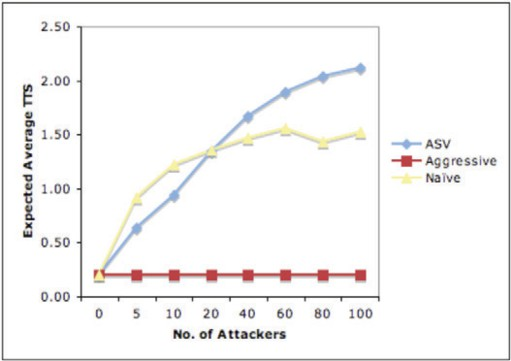 2.50
2.00
1.50
1.00
0.50
0.00
Expected Average TTS
0 5 10 20 40 60 80 100
No. of Attackers
ASV
Aggressive
Naïve